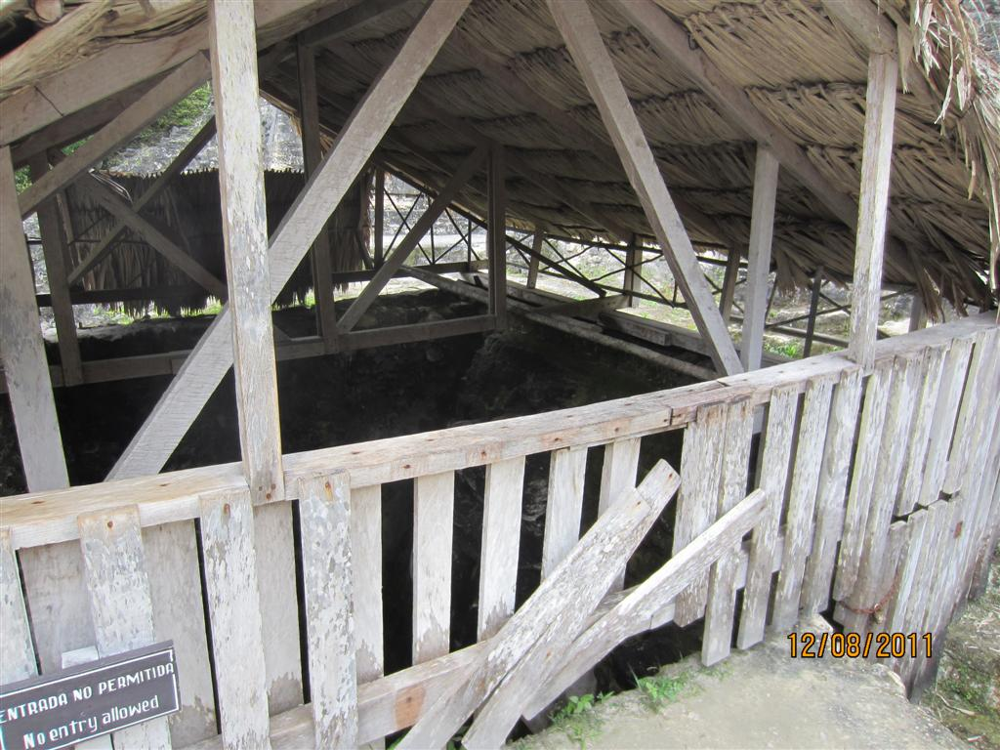 12/08/2011
ENTRADA NO PERMITIDA
No entry allowed